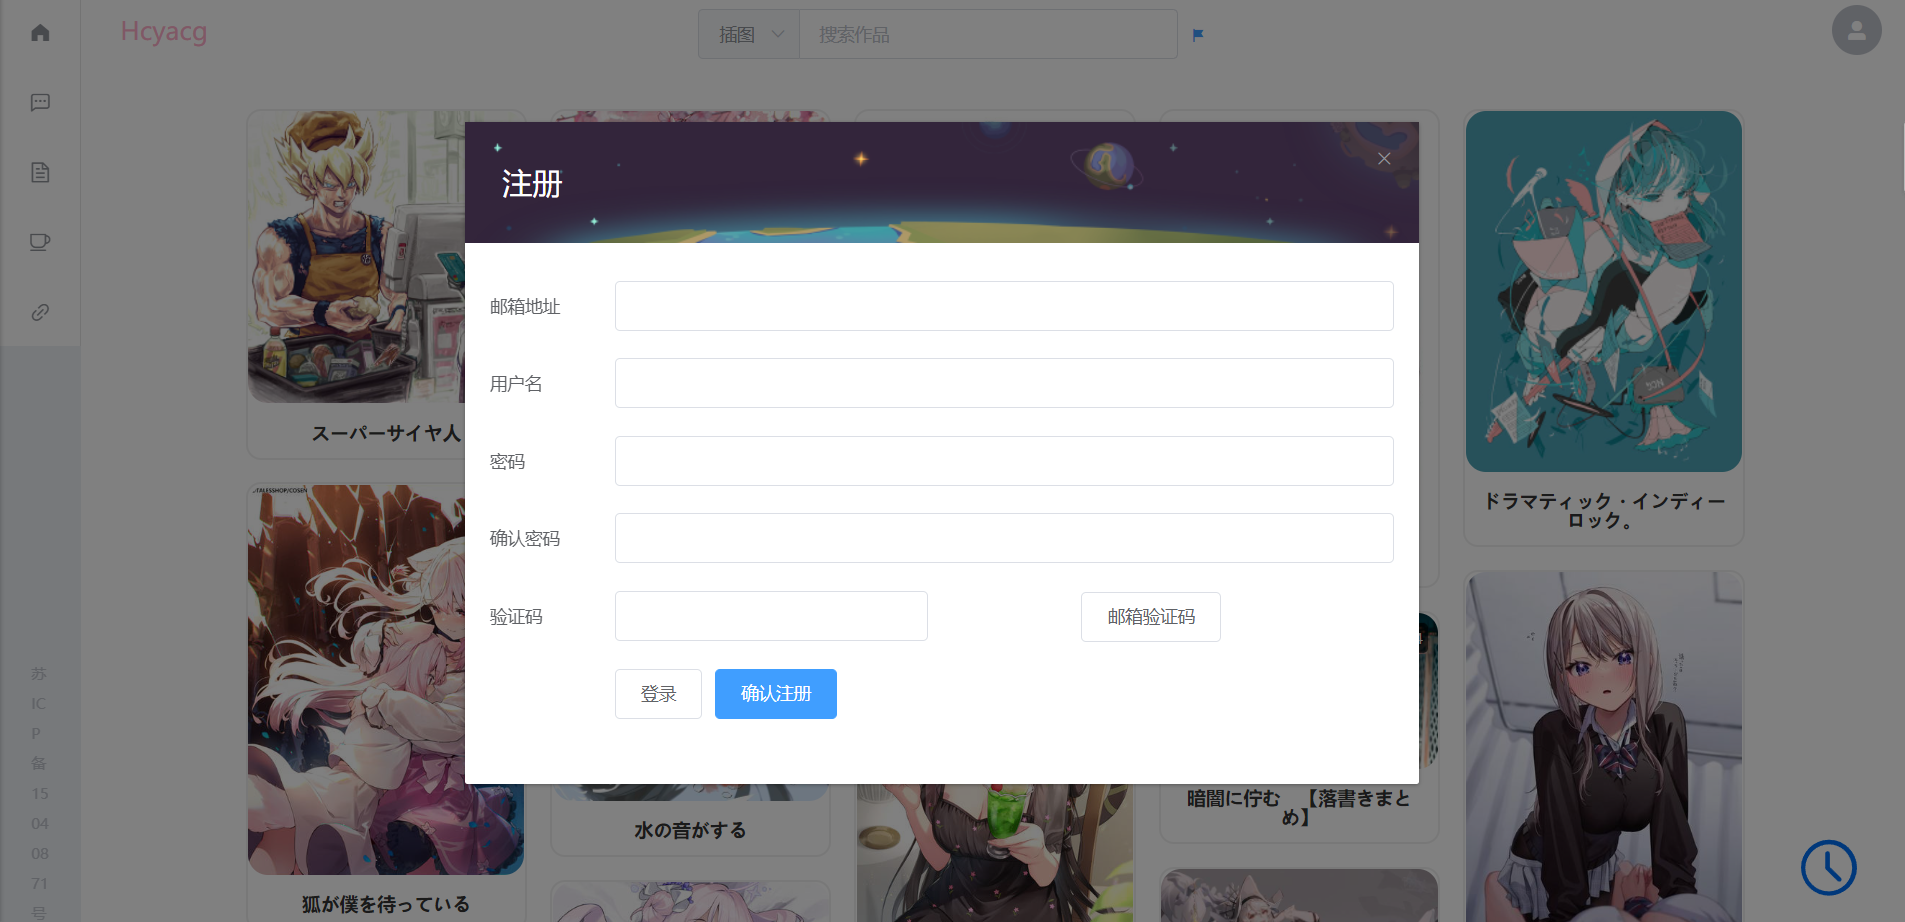 Hcyacg
插图
搜索作品
注册
邮箱地址
用户名
密码
确认密码
验证码
邮箱验证码
登录
确认注册
スーパーサイヤ人
ドラマティック・インディー
ロック。
水の音がする
暗闇に佇む 【落書きまと
め】
狐が僕を待っている
苏
IC
P
备
15
04
08
71
号